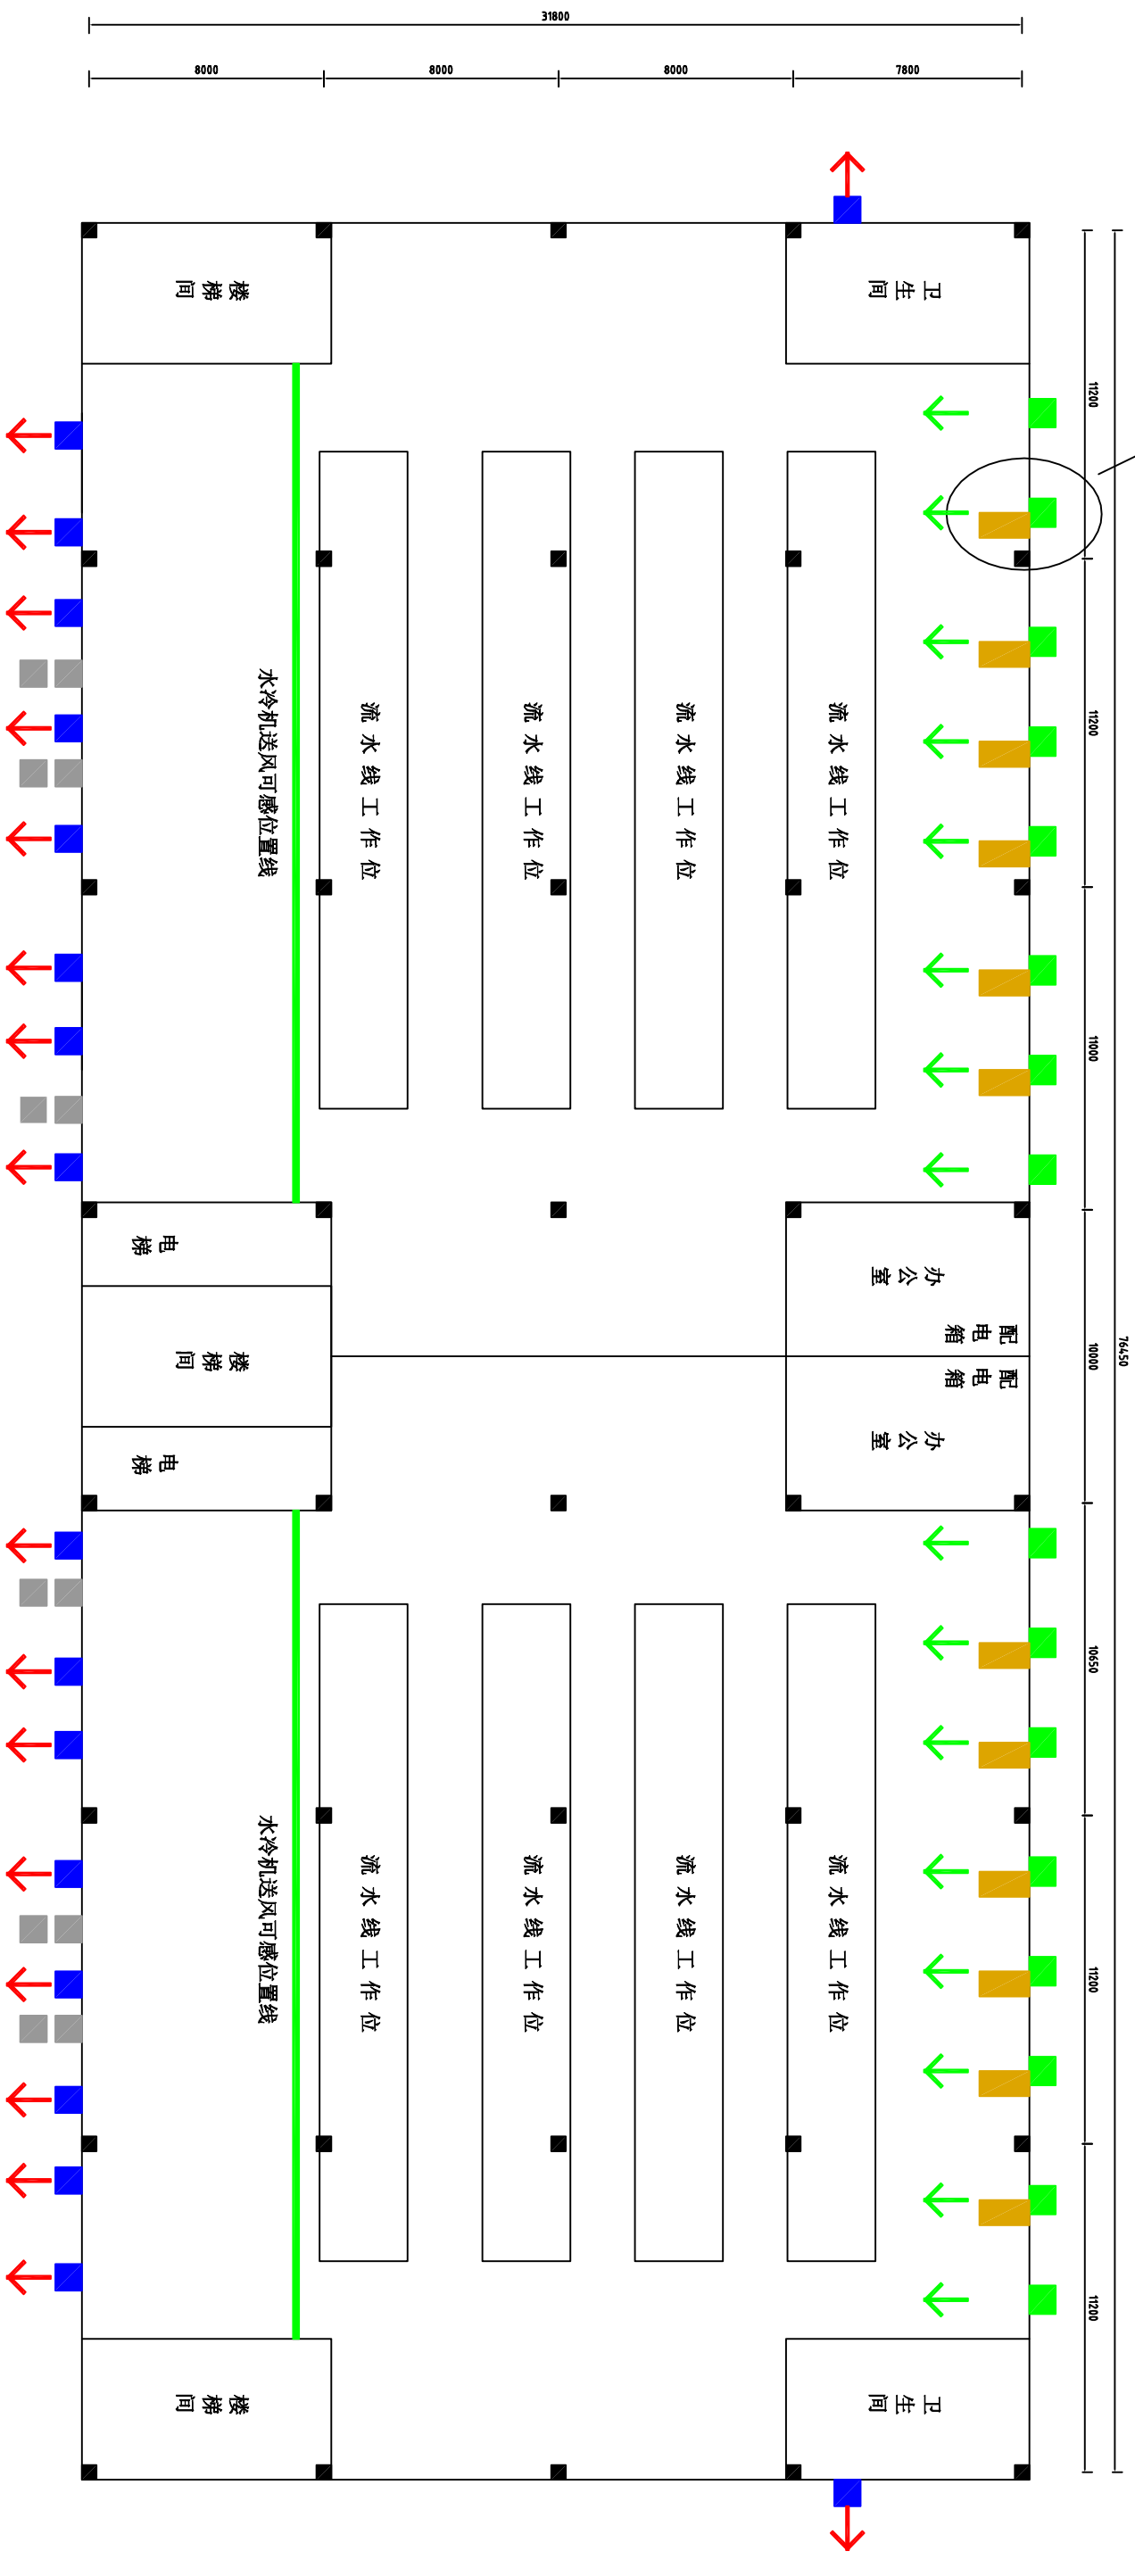 31800
8000
8000
8000
7800
楼梯间
卫生间
11200
11200
11000
10000
10650
11200
11200
76450
水冷机送风可感位置线
流水线工作位
流水线工作位
流水线工作位
流水线工作位
电梯
楼梯间
电梯
办公室
配电箱
配电箱
办公室
水冷机送风可感位置线
流水线工作位
流水线工作位
流水线工作位
流水线工作位
楼梯间
卫生间